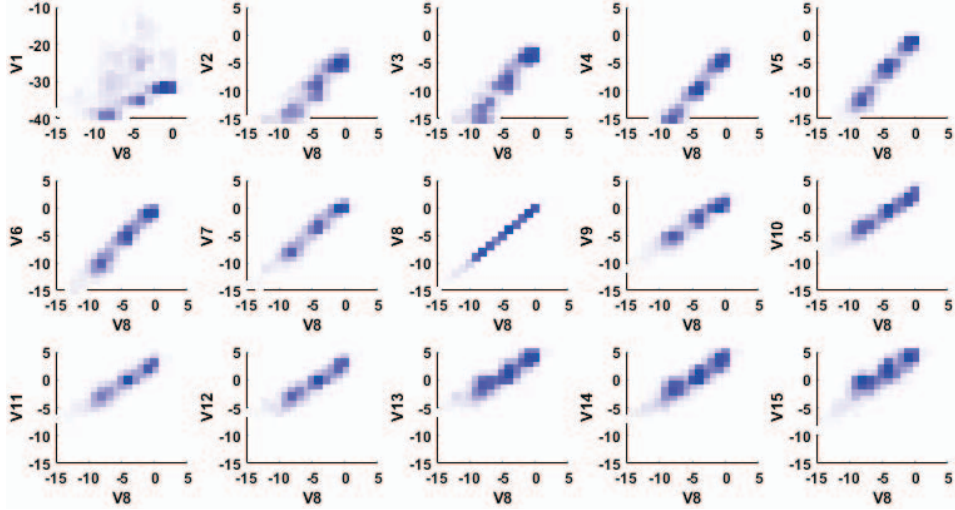 V1 -10 -20 -30 -40 -15 -10 -5 0 V8
V2 5 0 -5 -10 -15 -15 -10 -5 0 5 V8
V3 5 0 -5 -10 -15 -15 -10 -5 0 5 V8
V4 5 0 -5 -10 -15 -15 -10 -5 0 5 V8
V5 5 0 -5 -10 -15 -15 -10 -5 0 5 V8
V6 5 0 -5 -10 -15 -15 -10 -5 0 5 V8
V7 5 0 -5 -10 -15 -15 -10 -5 0 5 V8
V8 5 0 -5 -10 -15 -15 -10 -5 0 5 V8
V9 5 0 -5 -10 -15 -15 -10 -5 0 5 V8
V10 5 0 -5 -10 -15 -15 -10 -5 0 5 V8
V11 5 0 -5 -10 -15 -15 -10 -5 0 5 V8
V12 5 0 -5 -10 -15 -15 -10 -5 0 5 V8
V13 5 0 -5 -10 -15 -15 -10 -5 0 5 V8
V14 5 0 -5 -10 -15 -15 -10 -5 0 5 V8
V15 5 0 -5 -10 -15 -15 -10 -5 0 5 V8